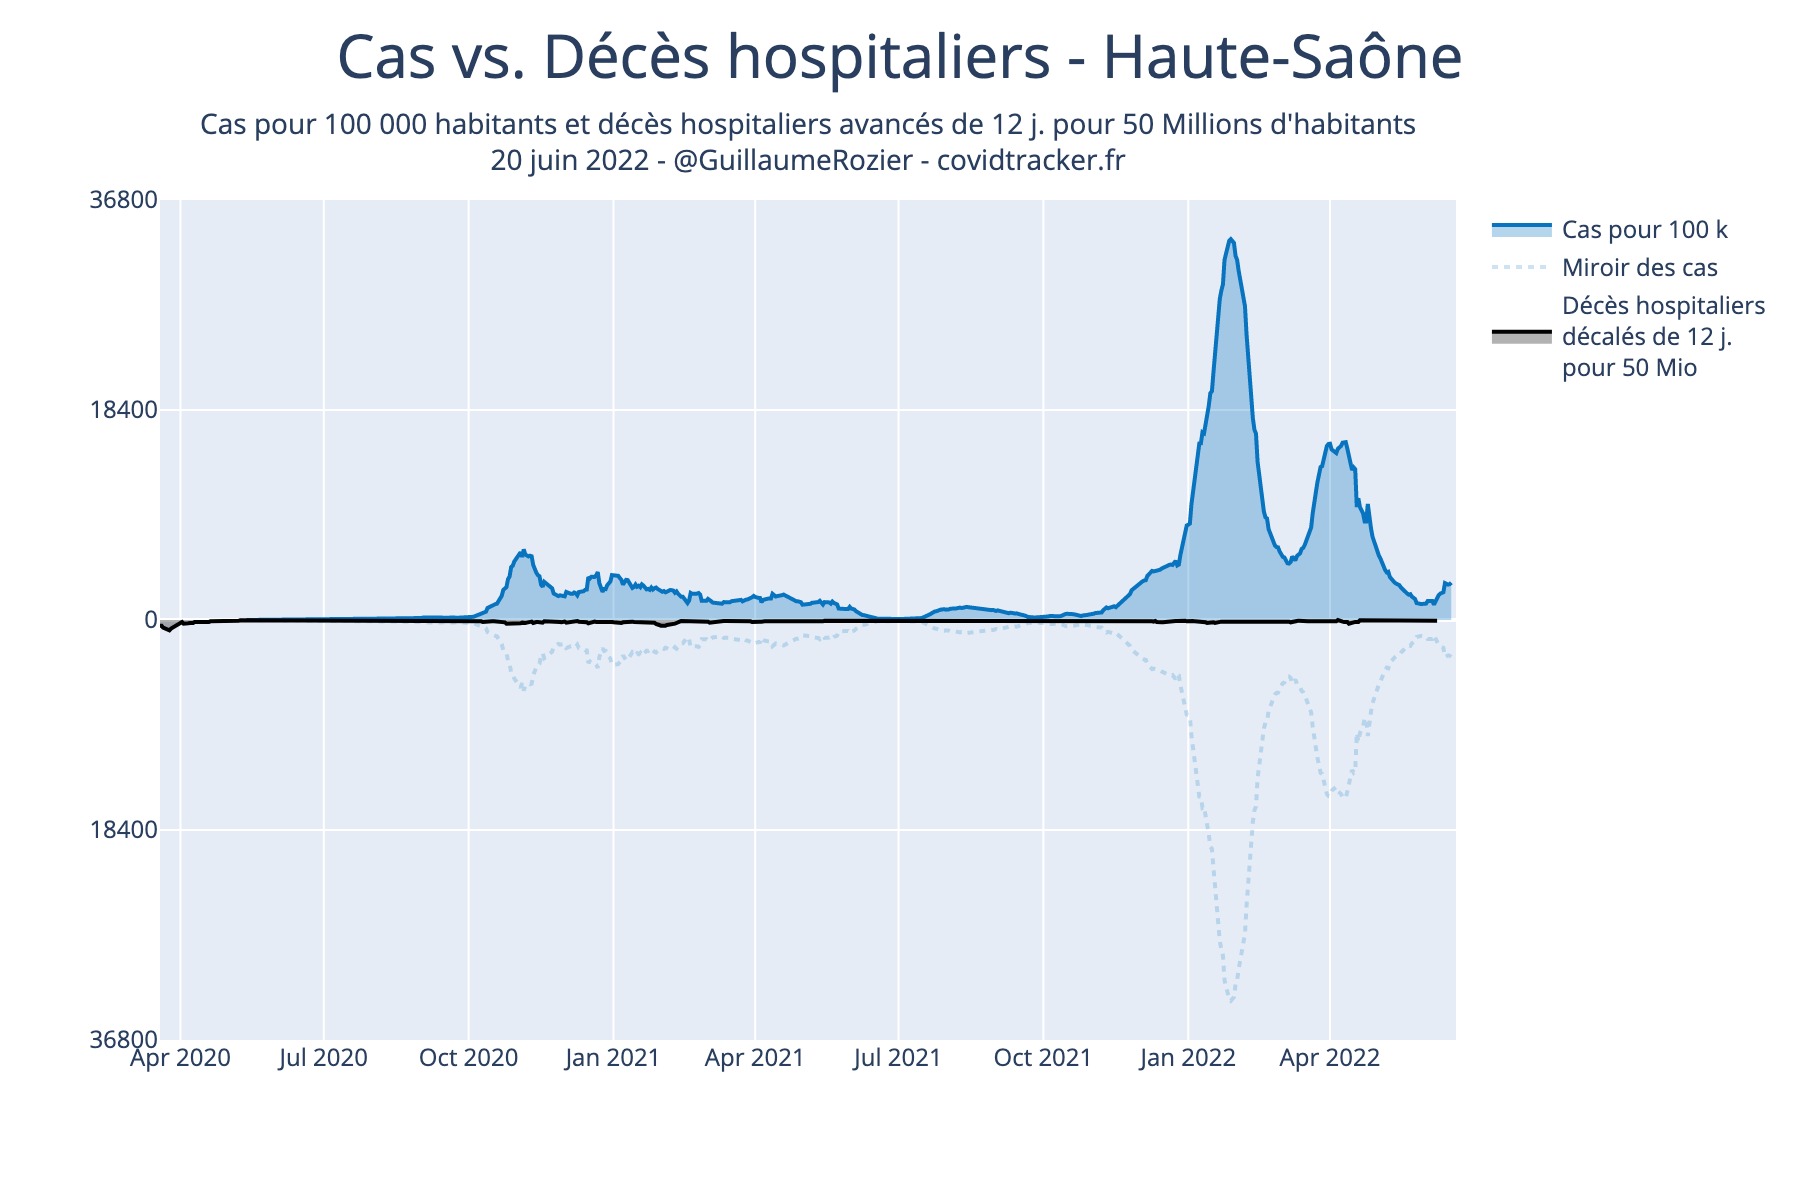 Cas vs. Décès hospitaliers - Haute-Saône
Cas pour 100 000 habitants et décès hospitaliers avancés de 12 j. pour 50 Millions d'habitants
20 juin 2022 - @GuillaumeRozier - covidtracker.fr
36800
18400
0
18400
36800
Apr 2020
Jul 2020
Oct 2020
Jan 2021
Apr 2021
Jul 2021
Oct 2021
Jan 2022
Apr 2022
Cas pour 100 k
Miroir des cas
Décès hospitaliers
décalés de 12 j.
pour 50 Mio